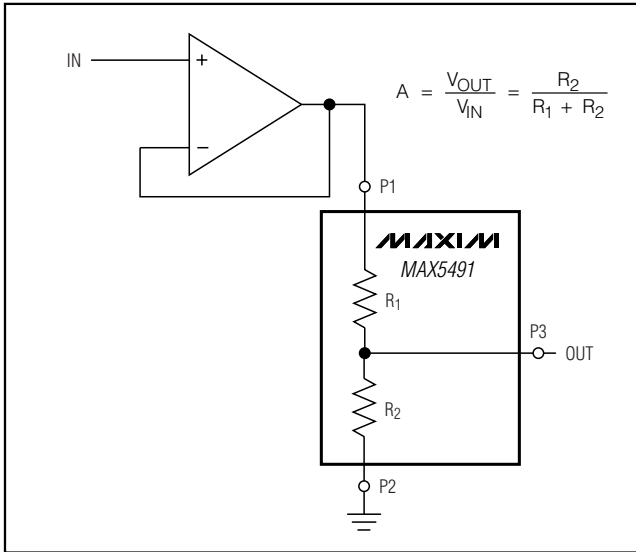 IN
+
−
A = V_OUT / V_IN = R_2 / (R_1 + R_2)
P1
MAXIM
MAX5491
R1
P3
OUT
R2
P2